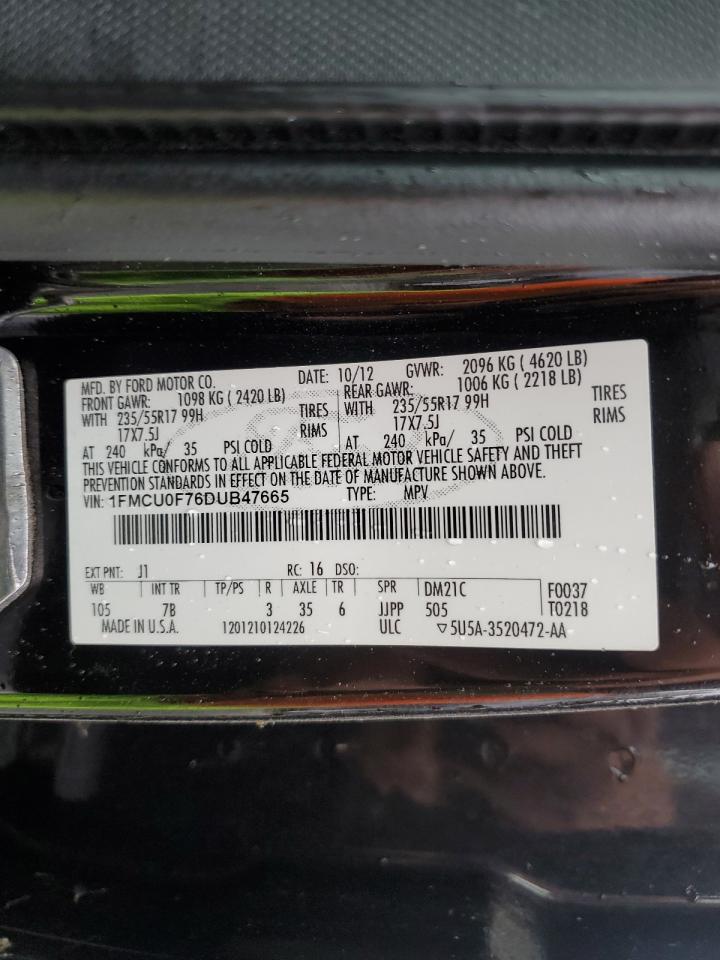 MFD. BY FORD MOTOR CO. DATE: 10/12 GVWR: 2096 KG ( 4620 LB)
FRONT GAWR: 1098 KG ( 2420 LB) REAR GAWR: 1006 KG ( 2218 LB)
WITH 235/55R17 99H TIRES WITH 235/55R17 99H TIRES
17X7.5J RIMS 17X7.5J RIMS
AT 240 kPa/ 35 PSI COLD AT 240 kPa/ 35 PSI COLD
THIS VEHICLE CONFORMS TO ALL APPLICABLE FEDERAL MOTOR VEHICLE SAFETY AND THEFT
PREVENTION STANDARDS IN EFFECT ON THE DATE OF MANUFACTURE SHOWN ABOVE.
VIN: 1FMCU0F76DUB47665 TYPE: MPV
EXT PNT: J1 RC: 16 DSO:
WB INT TR TP/PS R AXLE TR SPR DM21C F0037
105 7B 3 35 6 JJPP 505 T0218
MADE IN U.S.A. 1201210124226 ULC ▽5U5A-3520472-AA